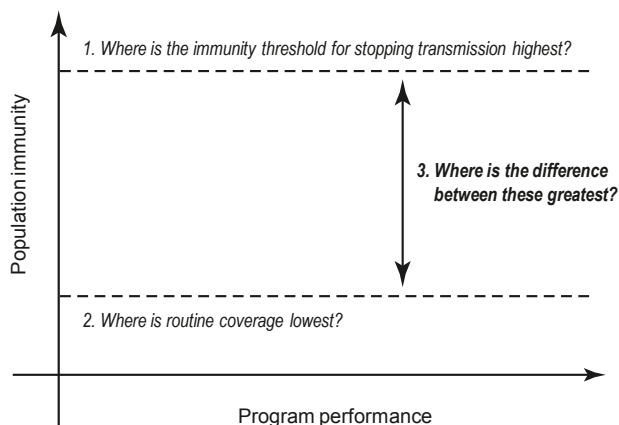 1. Where is the immunity threshold for stopping transmission highest?
Population immunity
3. Where is the difference
between these greatest?
2. Where is routine coverage lowest?
Program performance